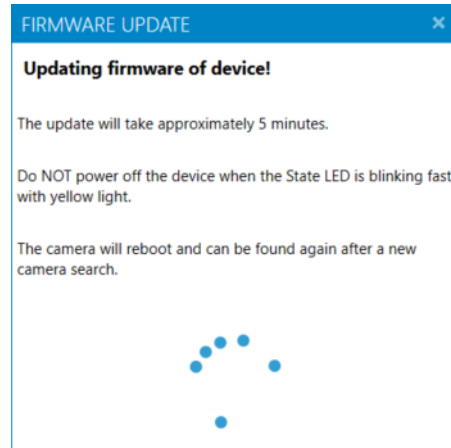 FIRMWARE UPDATE
Updating firmware of device!
The update will take approximately 5 minutes.
Do NOT power off the device when the State LED is blinking fast
with yellow light.
The camera will reboot and can be found again after a new
camera search.